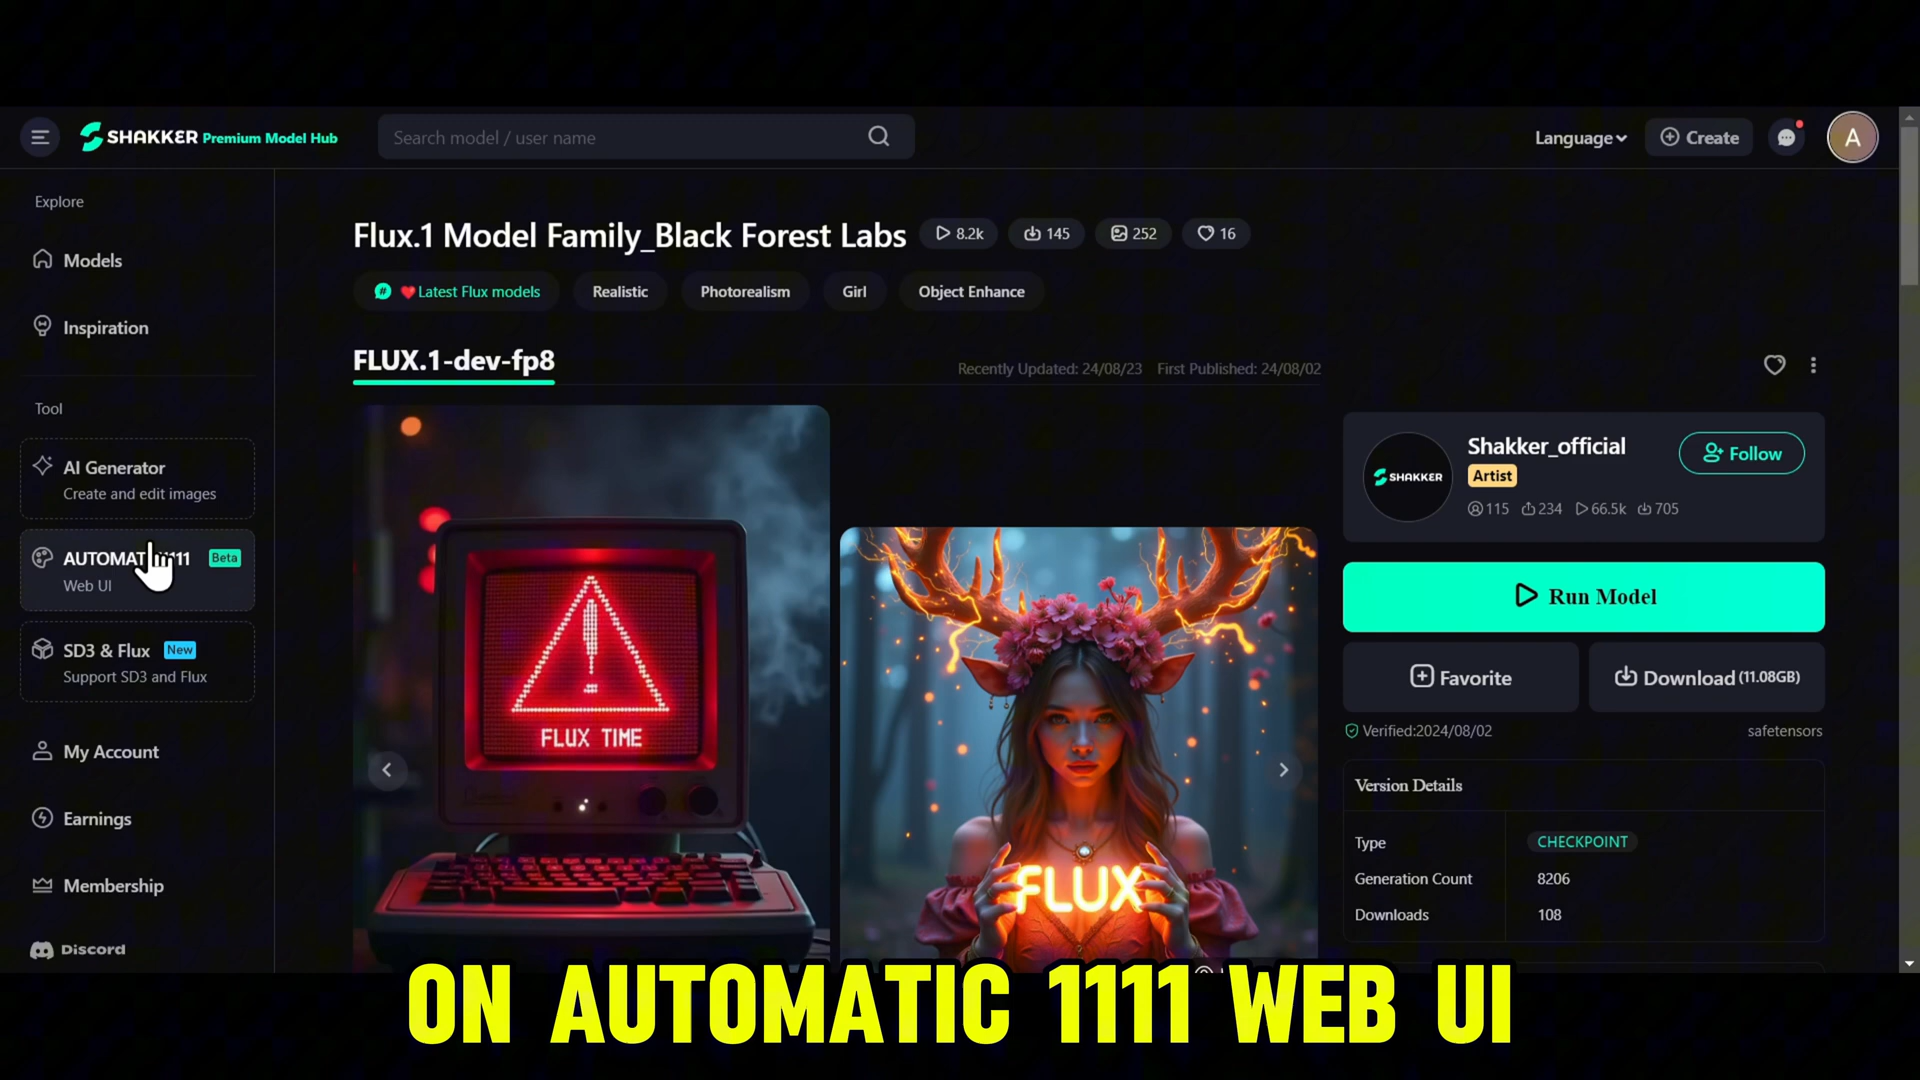 SHAKKER Premium Model Hub
Search model / user name
Language
Create
A
Explore
Models
Inspiration
Tool
AI Generator
Create and edit images
Beta
Web UI
SD3 & Flux New
Support SD3 and Flux
My Account
Earnings
Membership
Discord
Flux.1 Model Family_Black Forest Labs 8.2k 145 252 16
# ❤️Latest Flux models Realistic Photorealism Girl Object Enhance
FLUX.1-dev-fp8
Recently Updated: 24/08/23 First Published: 24/08/02
FLUX TIME
FLUX
SHAKKER
Shakker_official
Artist
115 234 66.5k 705
Follow
Run Model
Favorite
Download (11.08GB)
Verified:2024/08/02 safetensors
Version Details
Type CHECKPOINT
Generation Count 8206
Downloads 108
ON AUTOMATIC 1111 WEB UI